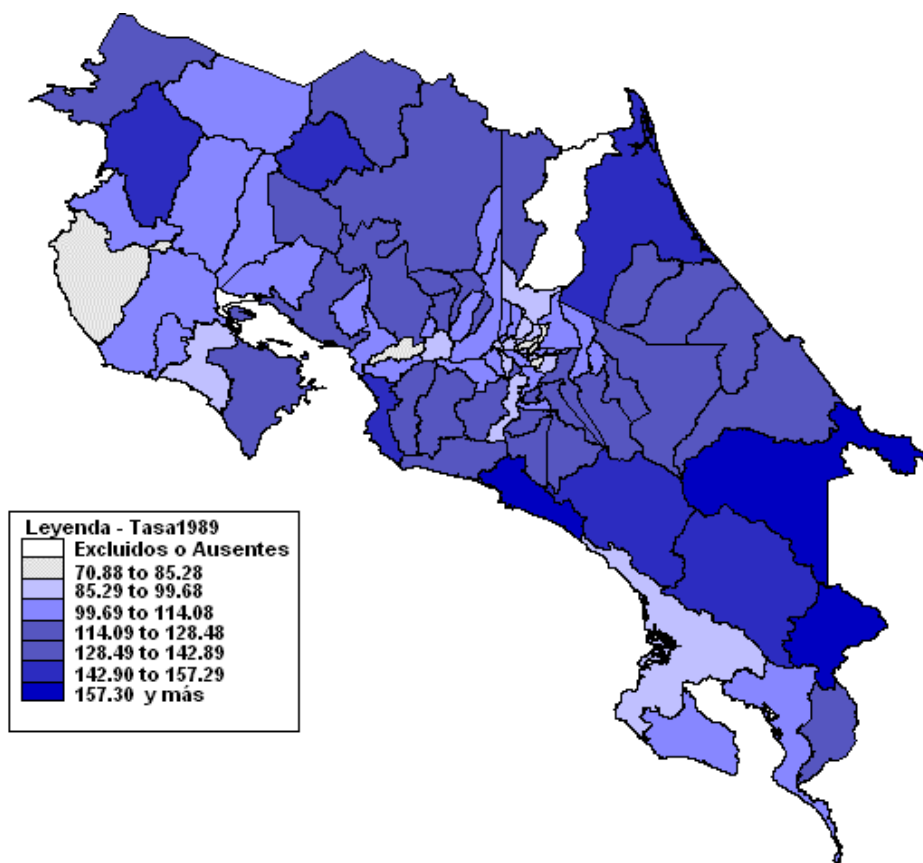 Leyenda - Tasa1989
Excluidos o Ausentes
70.88 to 85.28
85.29 to 99.68
99.69 to 114.08
114.09 to 128.48
128.49 to 142.89
142.90 to 157.29
157.30 y más